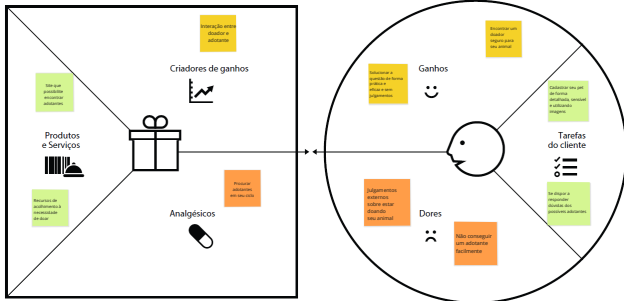 Interação entre
doador e
adotante
Criadores de ganhos
Site que
possibilite
encontrar
adotantes
Produtos
e Serviços
Recursos de
acolhimento à
necessidade
de doar
Procurar
adotantes
em seu ciclo
Analgésicos
Encontrar um
doador
seguro para
seu animal
Ganhos
Solucionar a
questão de forma
prática e
eficaz e sem
julgamentos
Cadastrar seu pet
de forma
detalhada, sensível
e utilizando
imagens
Tarefas
do cliente
Se dispor a
responder
dúvidas dos
possíveis adotantes
Julgamentos
externos
sobre estar
doando
seu animal
Dores
Não conseguir
um adotante
facilmente